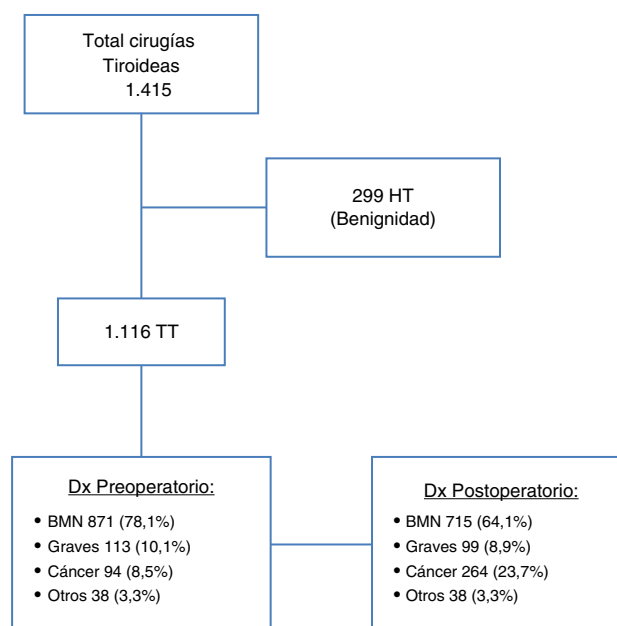 Total cirugías
Tiroideas
1.415
299 HT
(Benignidad)
1.116 TT
Dx Preoperatorio:
• BMN 871 (78,1%)
• Graves 113 (10,1%)
• Cáncer 94 (8,5%)
• Otros 38 (3,3%)
Dx Postoperatorio:
• BMN 715 (64,1%)
• Graves 99 (8,9%)
• Cáncer 264 (23,7%)
• Otros 38 (3,3%)